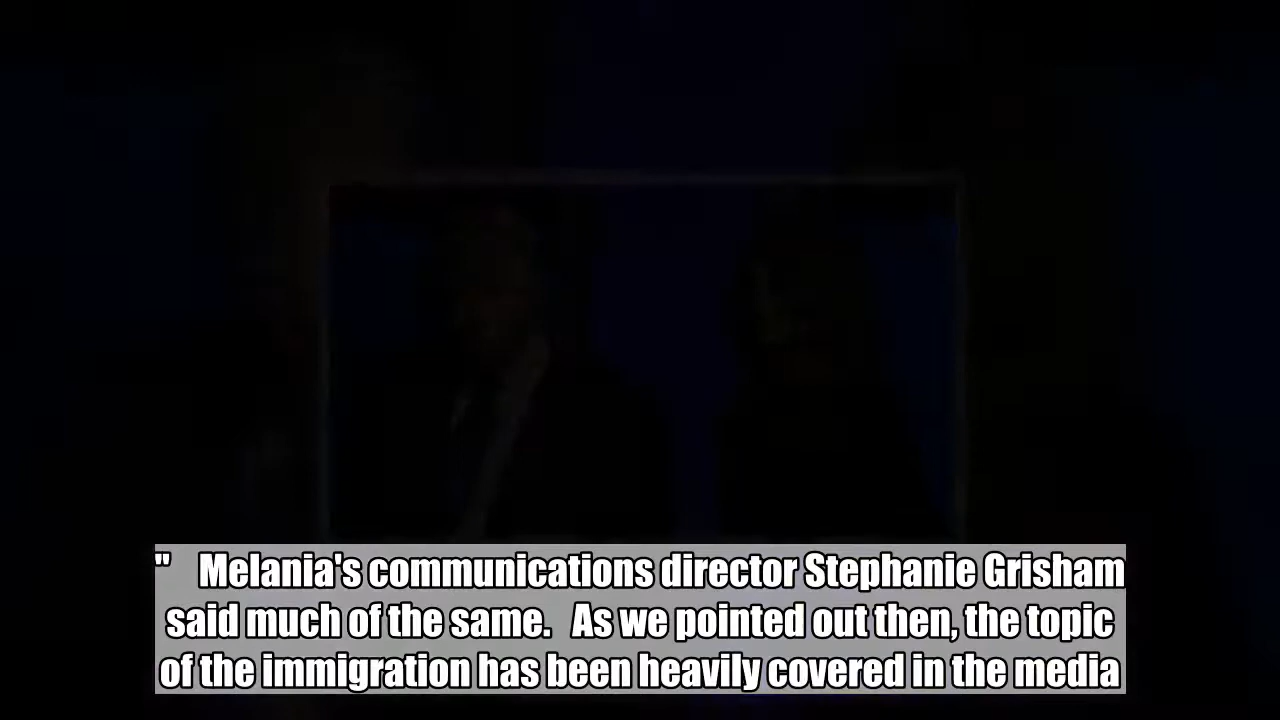 "    Melania's communications director Stephanie Grisham
said much of the same.   As we pointed out then, the topic
of the immigration has been heavily covered in the media